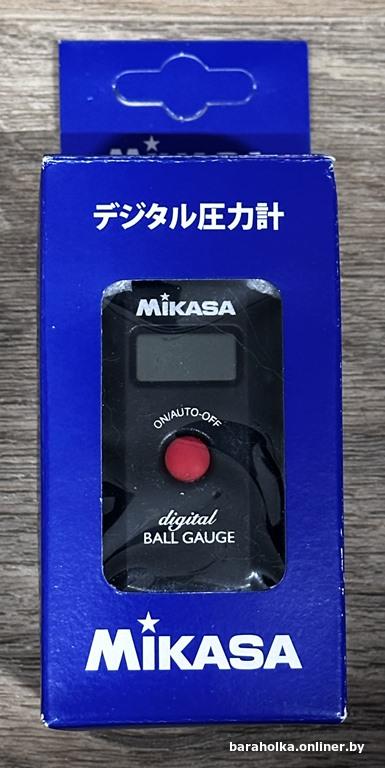 デジタル圧力計
MiKASA
ON/AUTO-OFF
digital
BALL GAUGE
MiKASA
baraholka.onliner.by